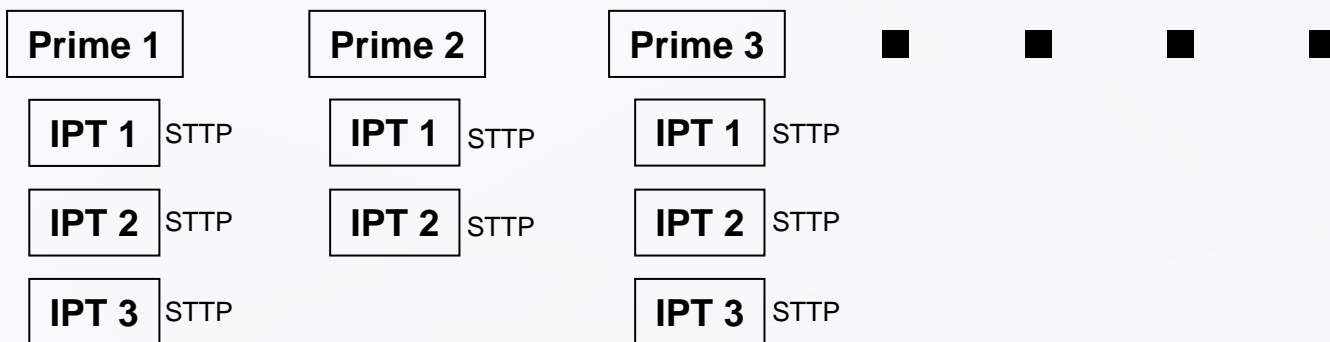 Prime 1 Prime 2 Prime 3
IPT 1 STTP IPT 1 STTP IPT 1 STTP
IPT 2 STTP IPT 2 STTP IPT 2 STTP
IPT 3 STTP IPT 3 STTP